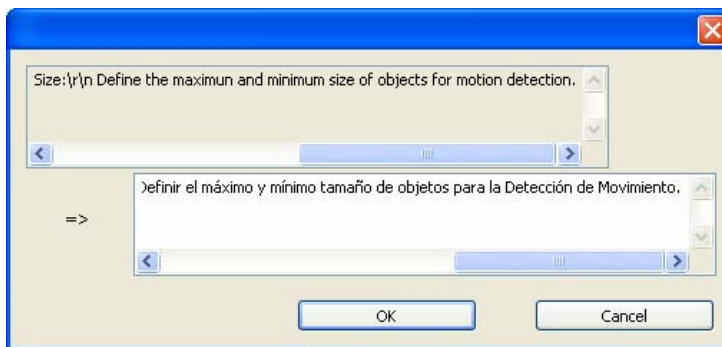 Size:\r\n Define the maximun and minimum size of objects for motion detection.
=>
Definir el máximo y mínimo tamaño de objetos para la Detección de Movimiento.
OK
Cancel